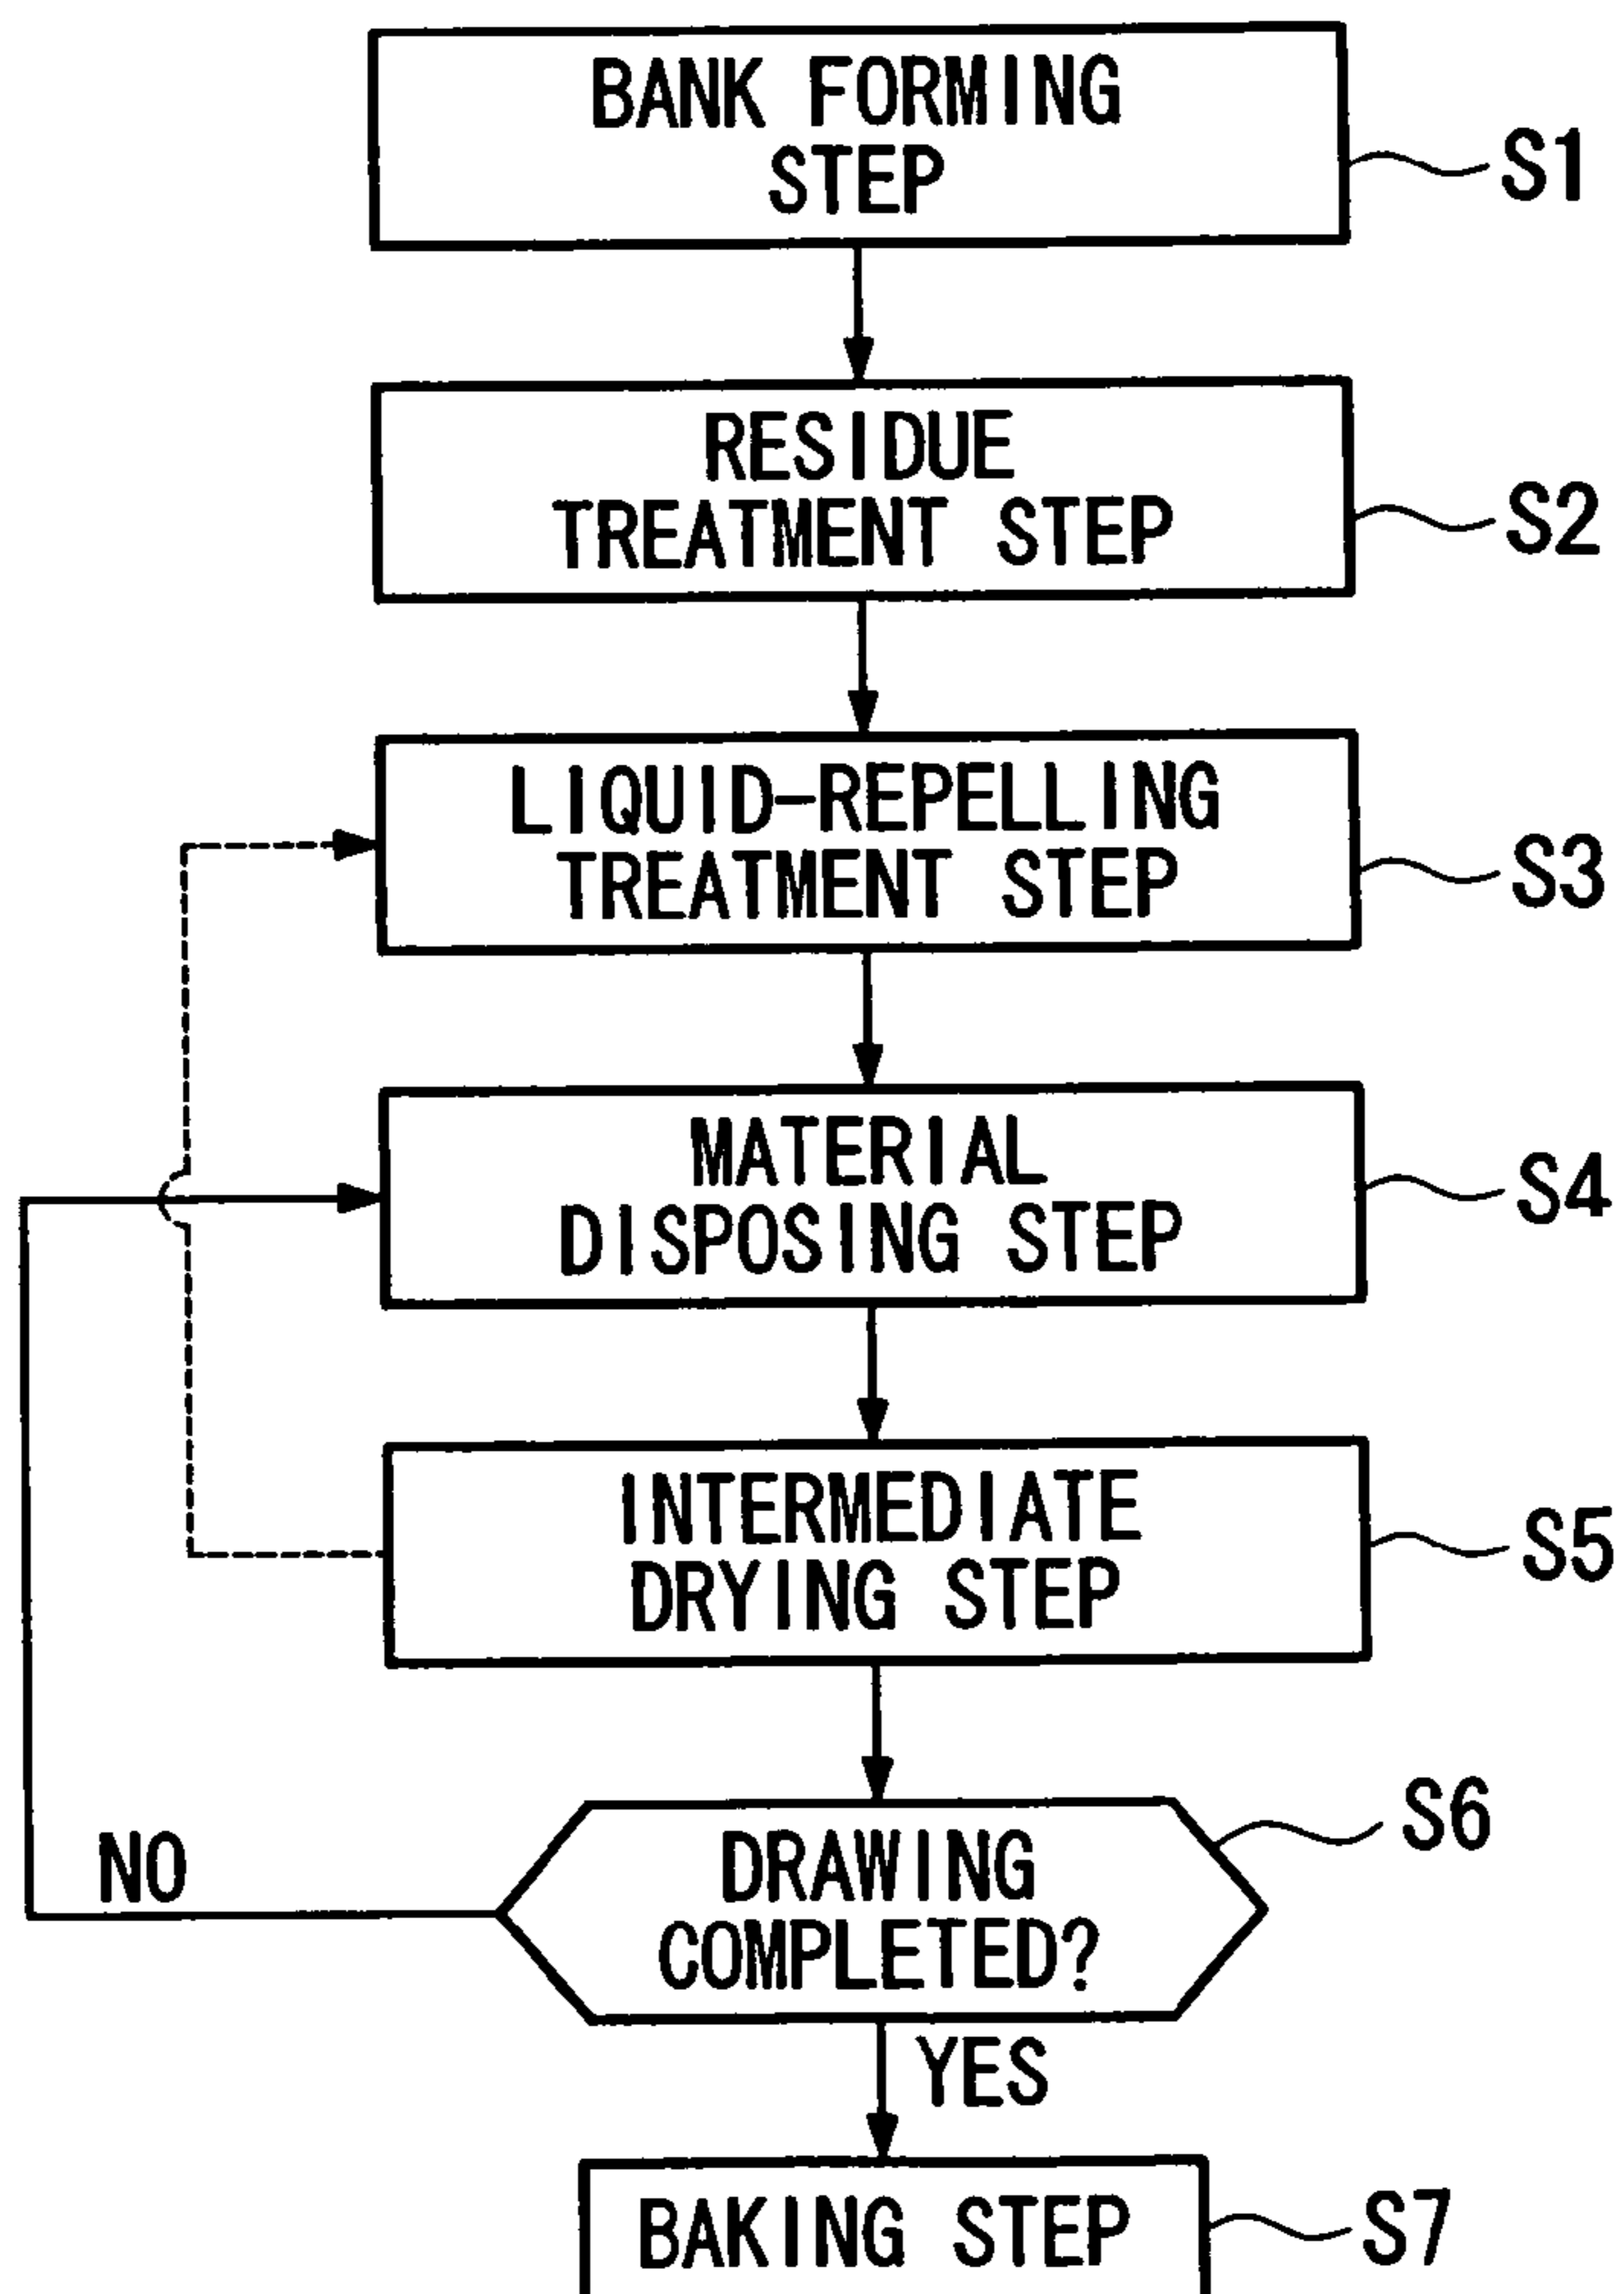 BANK FORMING
STEP
S1
RESIDUE
TREATMENT STEP
S2
LIQUID-REPELLING
TREATMENT STEP
S3
MATERIAL
DISPOSING STEP
S4
INTERMEDIATE
DRYING STEP
S5
DRAWING
COMPLETED?
S6
NO
YES
BAKING STEP
S7